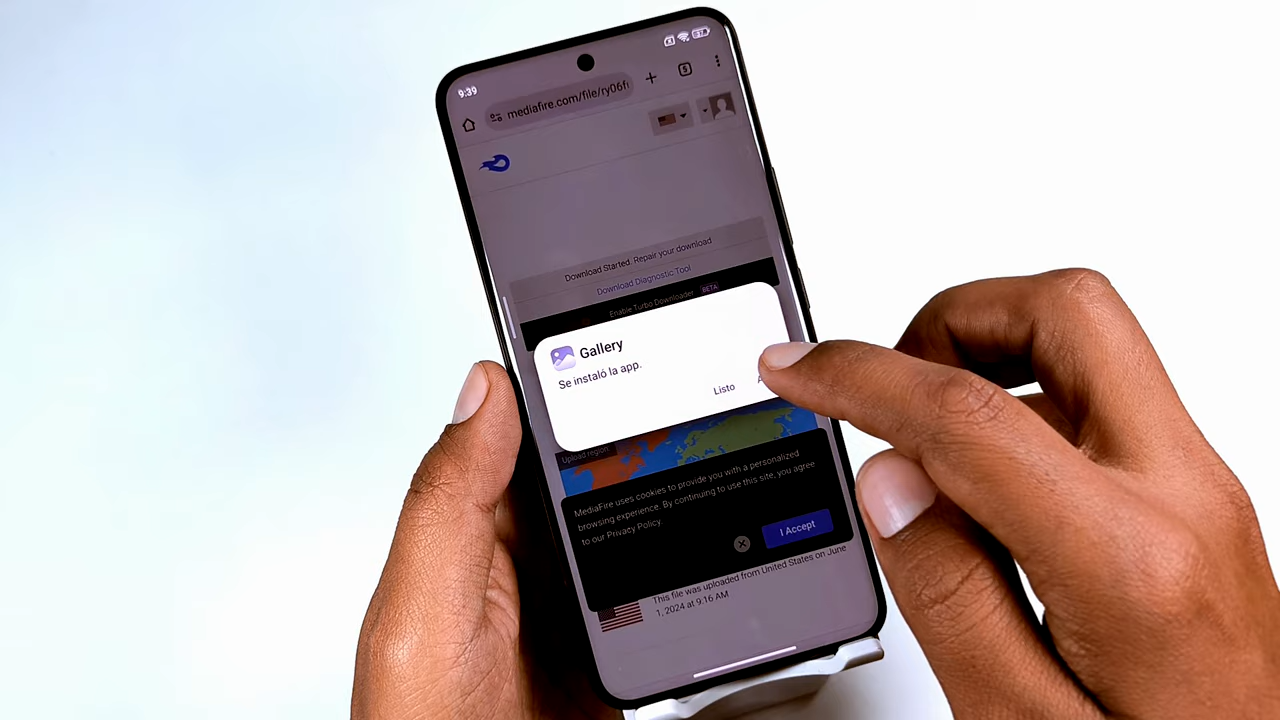 9:39
mediafire.com/file/ry06f
5
Download Started. Repair your download
Download Diagnostic Tool
Enable Turbo Downloader BETA
Gallery
Se instaló la app.
Listo
Upload region
MediaFire uses cookies to provide you with a personalized
browsing experience. By continuing to use this site, you agree
to our Privacy Policy.
I Accept
This file was uploaded from United States on June
1, 2024 at 9:16 AM